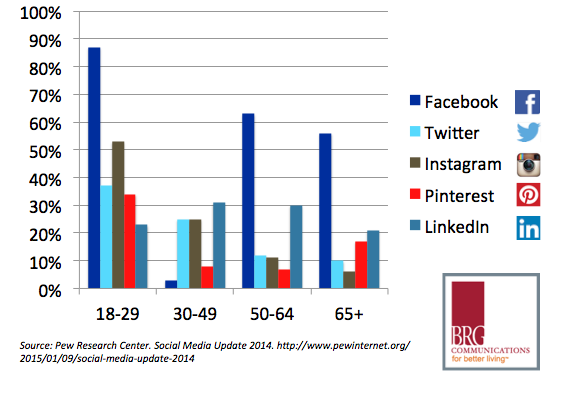 100%
90%
80%
70%
60%
50%
40%
30%
20%
10%
0%
18-29 30-49 50-64 65+
Facebook
Twitter
Instagram
Pinterest
LinkedIn
Source: Pew Research Center. Social Media Update 2014. http://www.pewinternet.org/
2015/01/09/social-media-update-2014
BRG
COMMUNICATIONS
for better living™